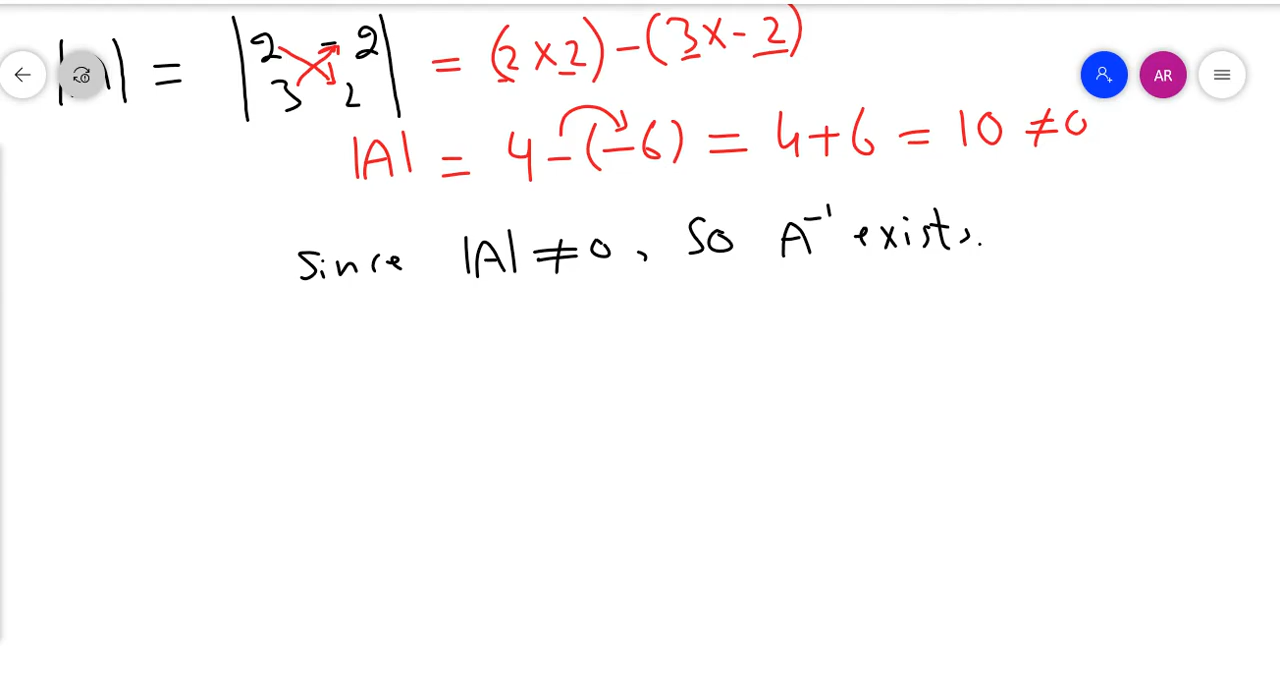 |A| = |2 -2| = (2×2)-(3×-2)
|3 2|
|A| = 4-(-6) = 4+6 = 10 ≠0
AR
Since |A| ≠0, So A⁻¹ exists.